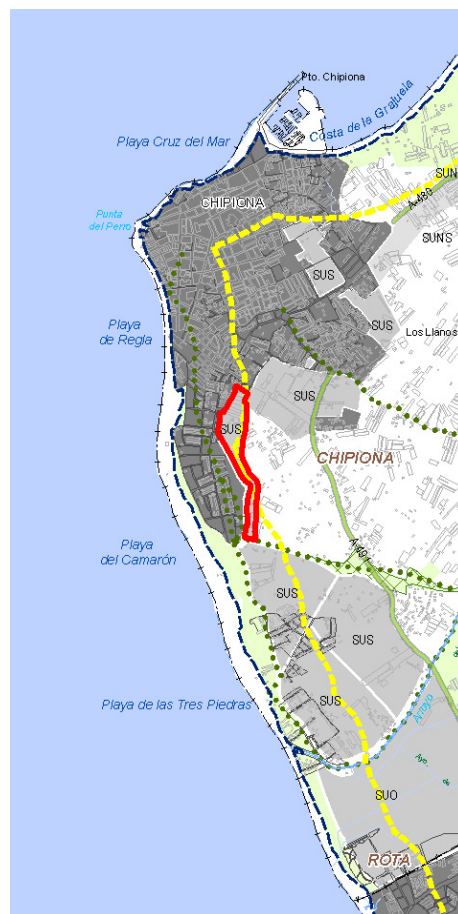 Pto. Chipiona
Costa de la Grajuela
Playa Cruz del Mar
SUN
A-480
CHIPIONA
Punta
del Perro
SUNS
SUS
SUS
Playa
de Regla
Los Llanos
SUS
SUS
CHIPIONA
Playa
del Camarón
A-491
SUS
SUS
SUS
Playa de las Tres Piedras
Arroyo
SUO
ROTA